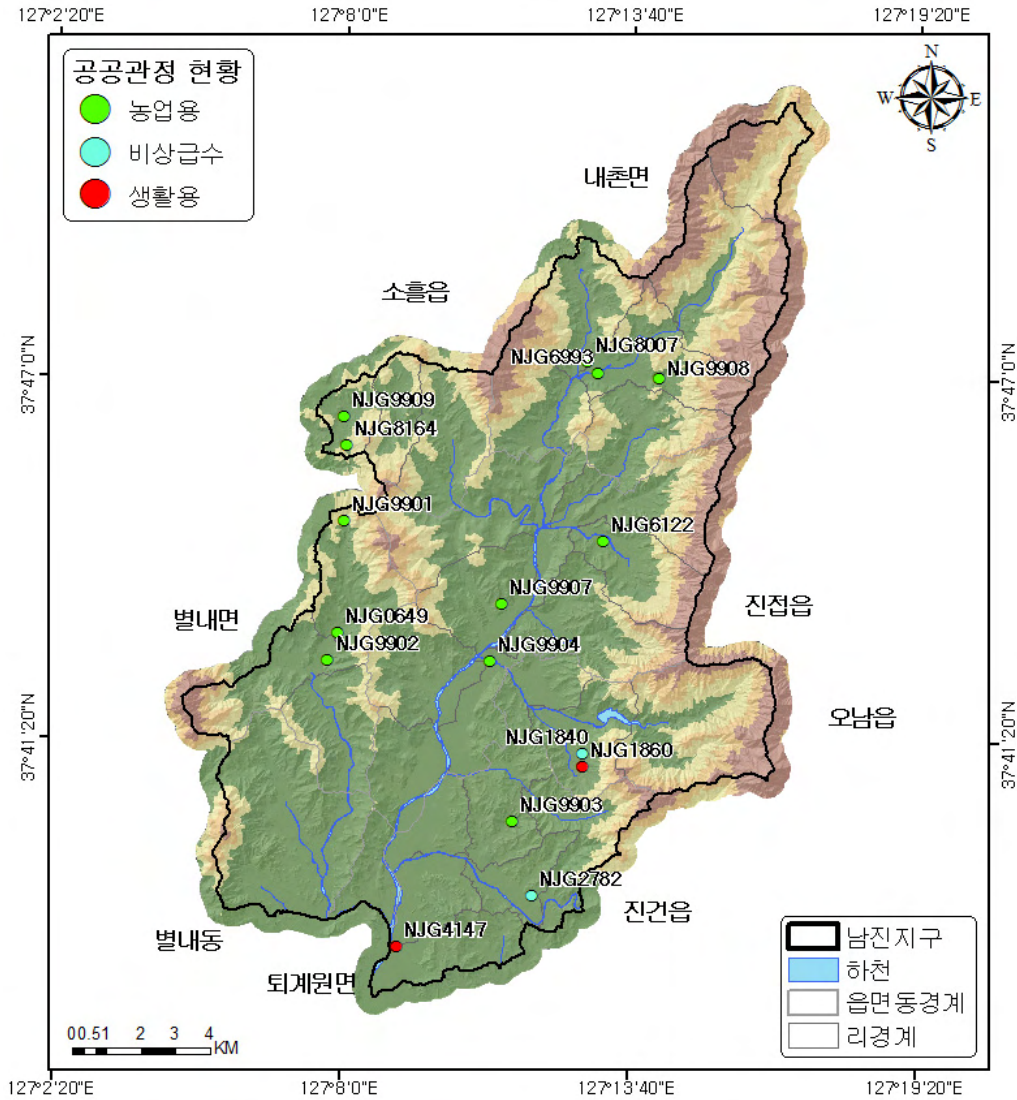 127°2'20"E 127°8'0"E 127°13'40"E 127°19'20"E
공공관정 현황
농업용
비상급수
생활용
N
W E
S
내촌면
소흘읍
37°47'0"N
37°47'0"N
NJG8007
NJG6993
NJG9908
NJG9909
NJG8164
NJG9901
NJG6122
NJG9907
진접읍
별내면
NJG0649
NJG9902
NJG9904
오남읍
37°41'20"N
37°41'20"N
NJG1840
NJG1860
NJG9903
NJG2782
진건읍
별내동
NJG4147
퇴계원면
남진지구
하천
읍면동경계
리경계
00.51 2 3 4
KM
127°2'20"E 127°8'0"E 127°13'40"E 127°19'20"E